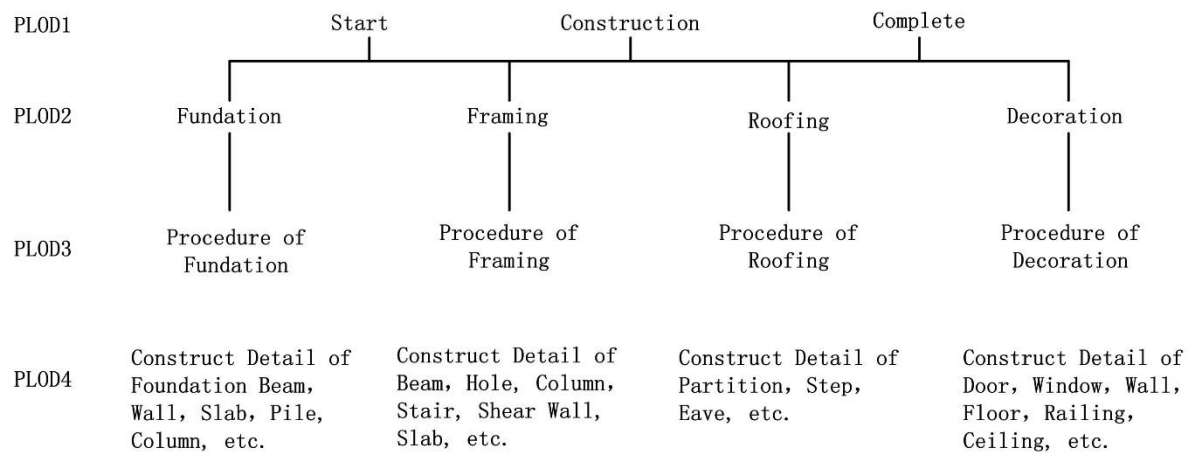 PLOD1 Start Construction Complete
PLOD2 Fundation Framing Roofing Decoration
PLOD3
Procedure of
Fundation
Procedure of
Framing
Procedure of
Roofing
Procedure of
Decoration
PLOD4
Construct Detail of
Foundation Beam,
Wall, Slab, Pile,
Column, etc.
Construct Detail of
Beam, Hole, Column,
Stair, Shear Wall,
Slab, etc.
Construct Detail of
Partition, Step,
Eave, etc.
Construct Detail of
Door, Window, Wall,
Floor, Railing,
Ceiling, etc.